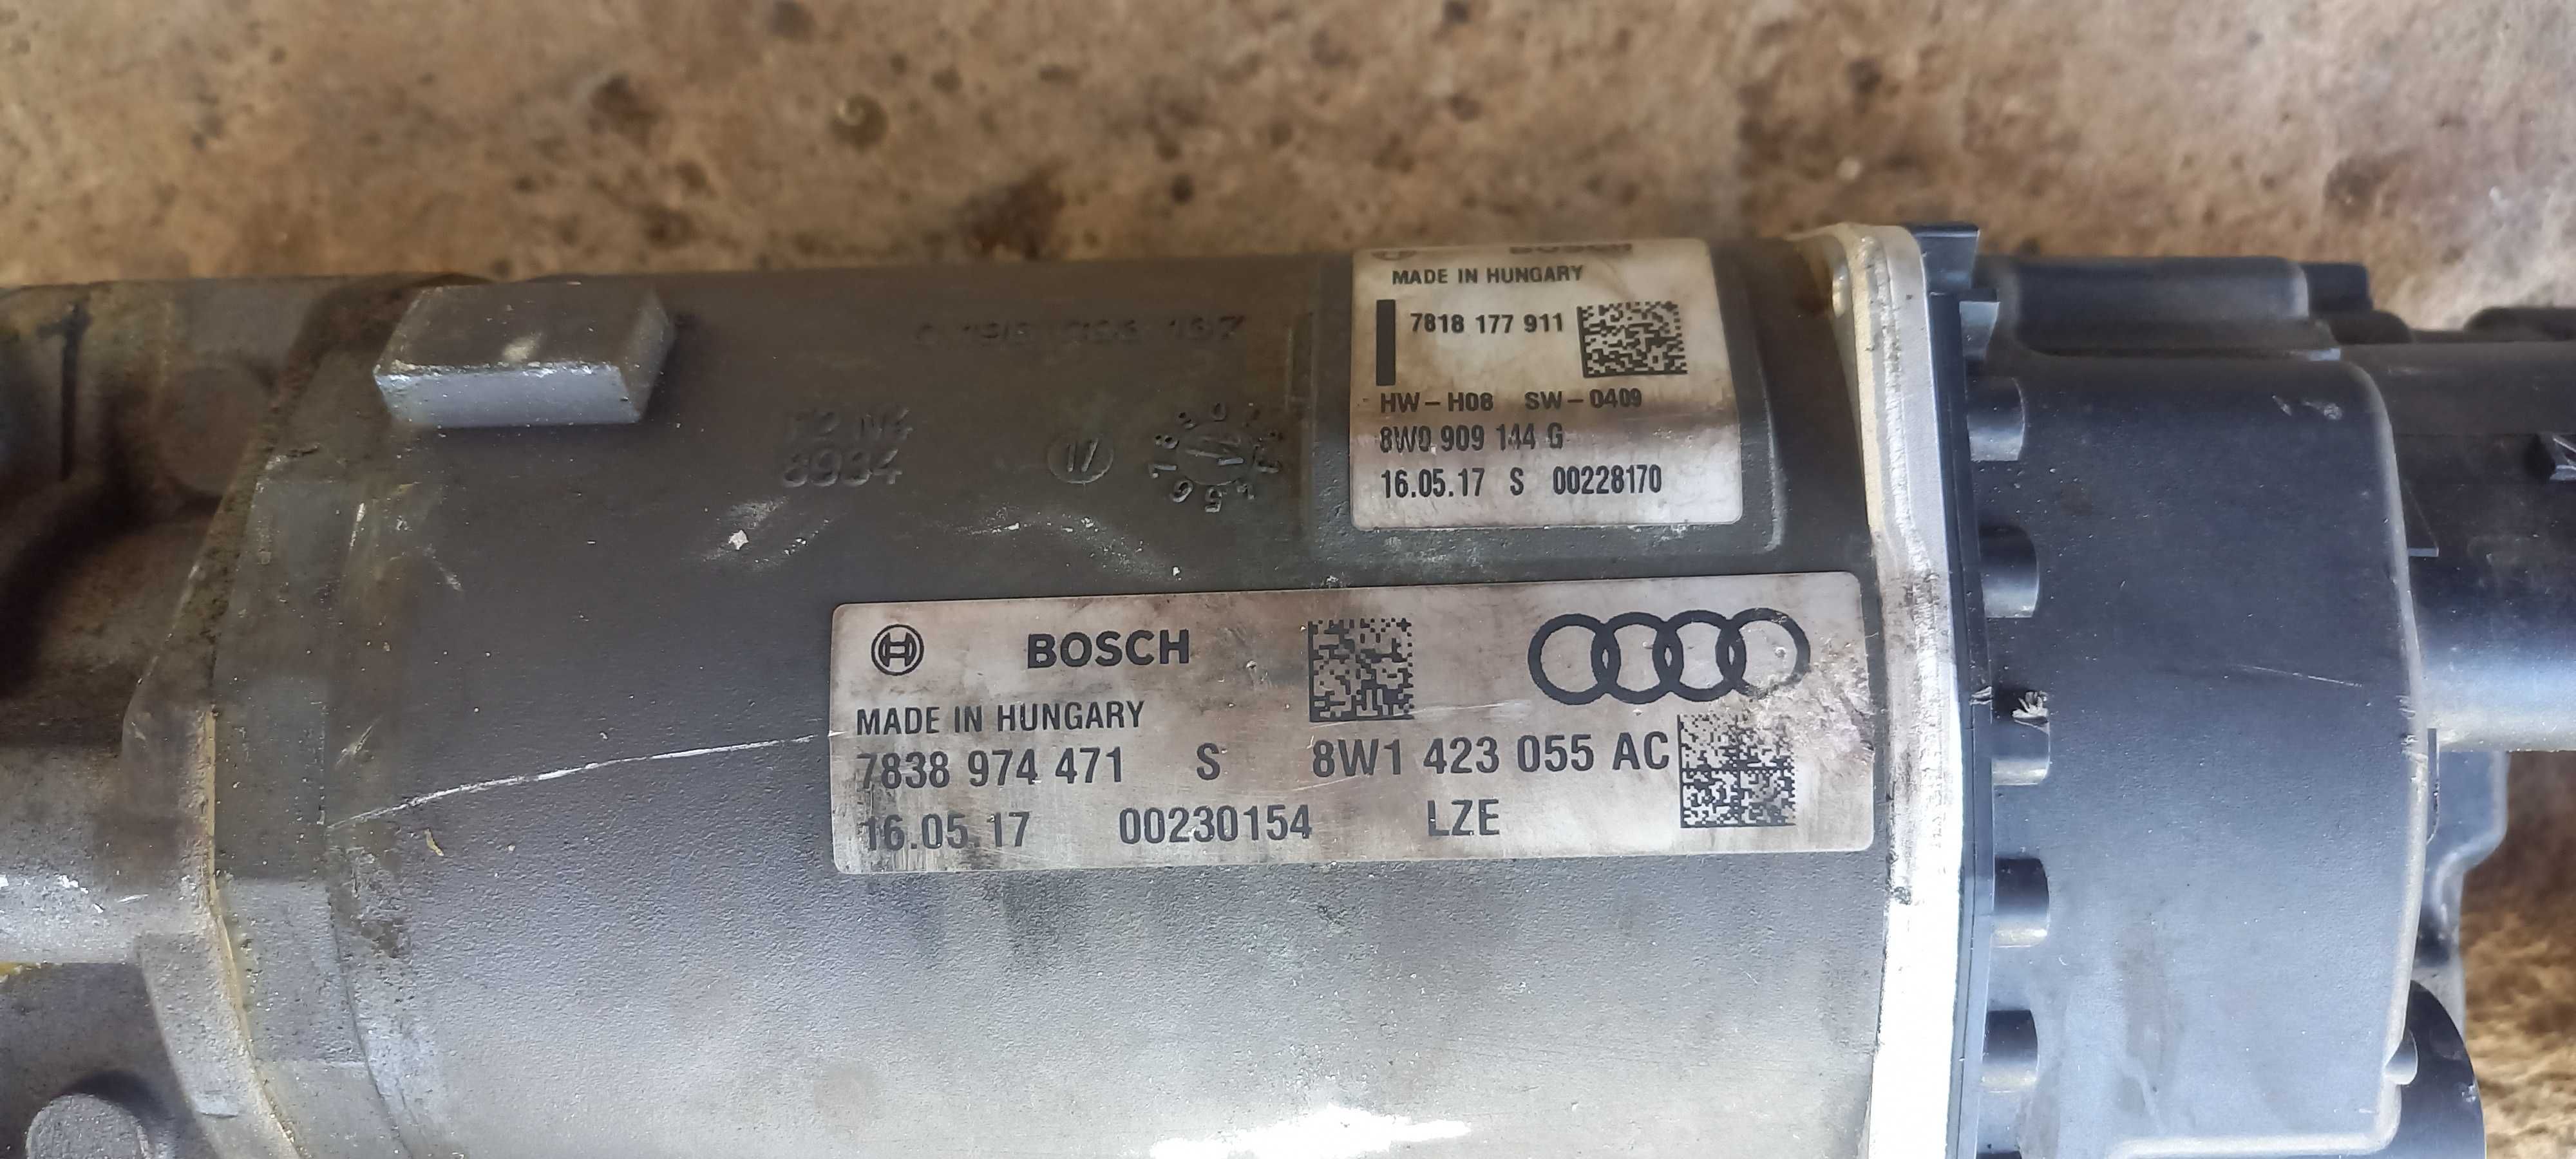 MADE IN HUNGARY
7818 177 911
HW-H08 SW-0409
8W0 909 144 G
16.05.17 S 00228170
8934
17
BOSCH
MADE IN HUNGARY
7838 974 471 S 8W1 423 055 AC
16.05.17 00230154 LZE